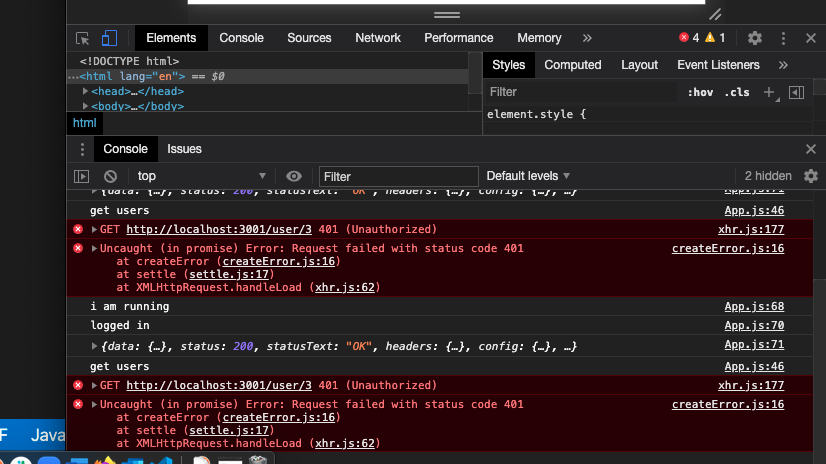 Elements Console Sources Network Performance Memory » 4 1
<!DOCTYPE html>
…<html lang="en"> == $0
▶<head>…</head>
▶<body>…</body>
html
Styles Computed Layout Event Listeners »
Filter :hov .cls +
element.style {
Console Issues
top ▼ Filter Default levels ▼ 2 hidden
▶{data: {…}, status: 200, statusText: "OK", headers: {…}, config: {…}, …} App.js:71
get users App.js:46
▶GET http://localhost:3001/user/3 401 (Unauthorized) xhr.js:177
▶Uncaught (in promise) Error: Request failed with status code 401 createError.js:16
at createError (createError.js:16)
at settle (settle.js:17)
at XMLHttpRequest.handleLoad (xhr.js:62)
i am running App.js:68
logged in App.js:70
▶{data: {…}, status: 200, statusText: "OK", headers: {…}, config: {…}, …} App.js:71
get users App.js:46
▶GET http://localhost:3001/user/3 401 (Unauthorized) xhr.js:177
▶Uncaught (in promise) Error: Request failed with status code 401 createError.js:16
at createError (createError.js:16)
at settle (settle.js:17)
at XMLHttpRequest.handleLoad (xhr.js:62)
F Java